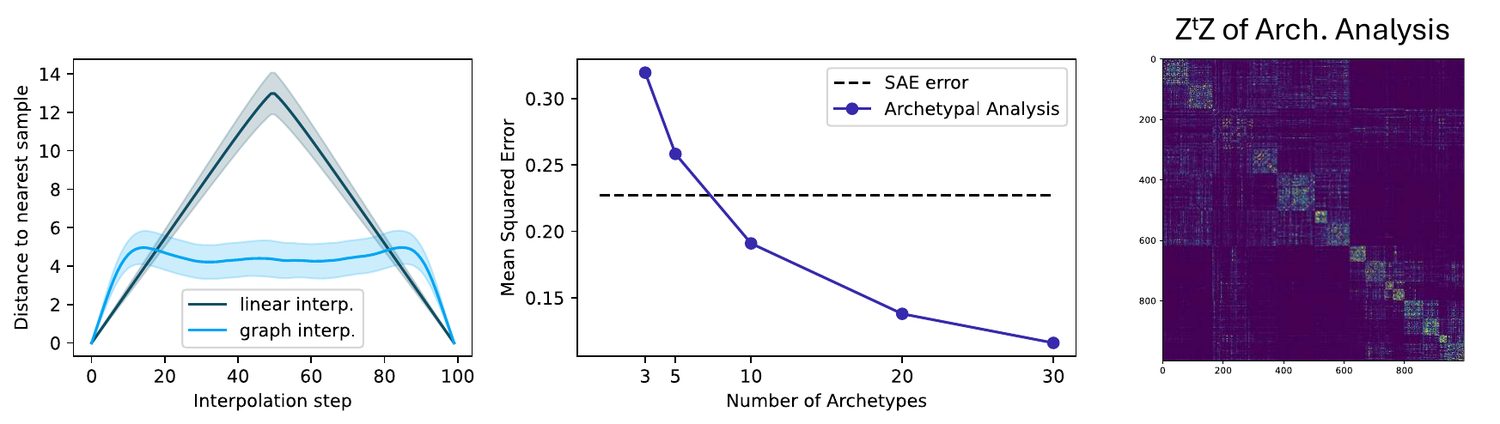 Distance to nearest sample
14
12
10
8
6
4
2
0
linear interp.
graph interp.
0 20 40 60 80 100
Interpolation step
Mean Squared Error
0.30
0.25
0.20
0.15
SAE error
Archetypal Analysis
3 5 10 20 30
Number of Archetypes
ZᵗZ of Arch. Analysis
0
200
400
600
800
0 200 400 600 800